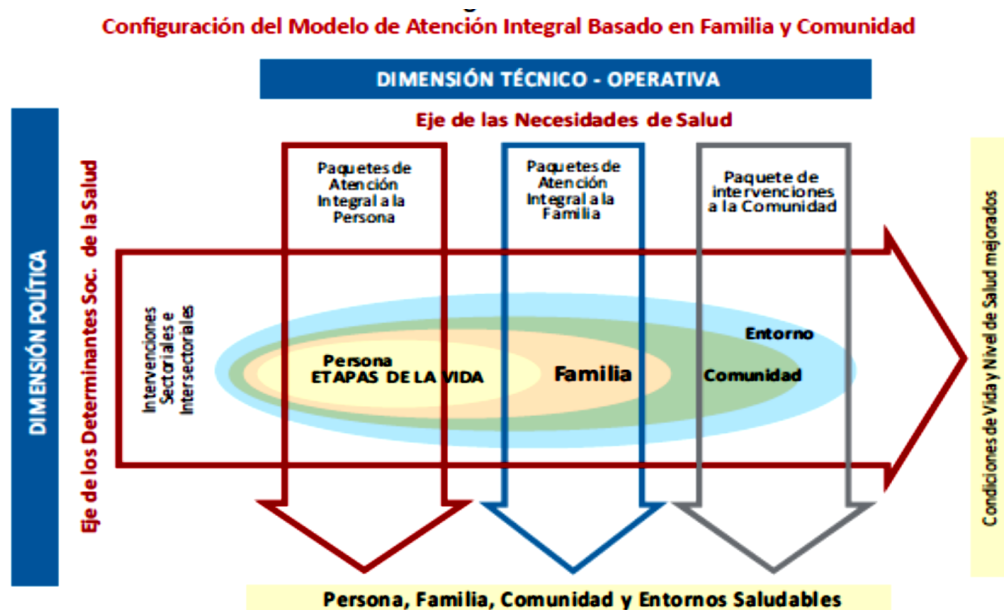 Configuración del Modelo de Atención Integral Basado en Familia y Comunidad
DIMENSIÓN TÉCNICO - OPERATIVA
Eje de las Necesidades de Salud
DIMENSIÓN POLÍTICA
Eje de los Determinantes Soc. de la Salud
Paquetes de
Atención
Integral a la
Persona
Paquetes de
Atención
Integral a la
Familia
Paquete de
intervenciones
a la Comunidad
Intervenciones
Sectoriales e
Intersectoriales
Entorno
Persona
ETAPAS DE LA VIDA
Familia
Comunidad
Condiciones de Vida y Nivel de Salud mejorados
Persona, Familia, Comunidad y Entornos Saludables